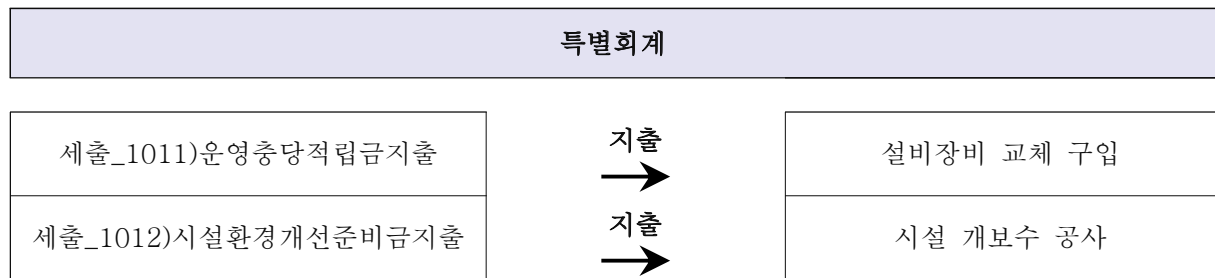 특별회계
세출_1011)운영충당적립금지출
지출
설비장비 교체 구입
세출_1012)시설환경개선준비금지출
지출
시설 개보수 공사